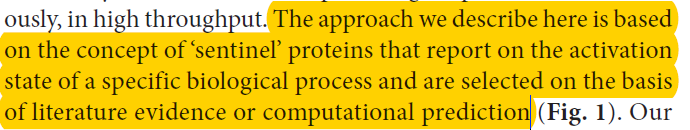 ously, in high throughput. The approach we describe here is based
on the concept of ‘sentinel’ proteins that report on the activation
state of a specific biological process and are selected on the basis
of literature evidence or computational prediction (Fig. 1). Our